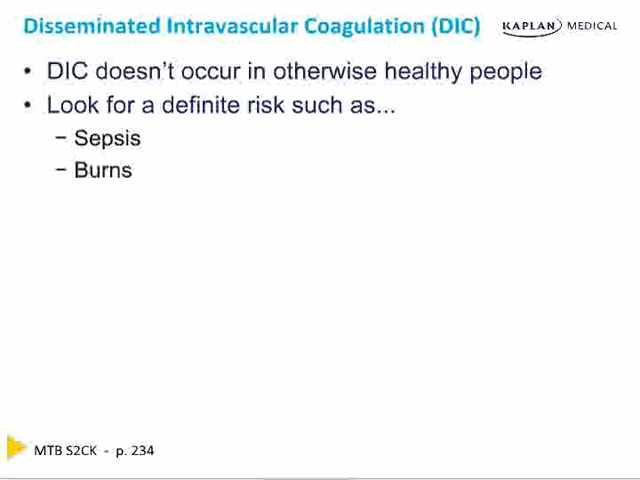 Disseminated Intravascular Coagulation (DIC)
KAPLAN MEDICAL
• DIC doesn't occur in otherwise healthy people
• Look for a definite risk such as...
− Sepsis
− Burns
MTB S2CK - p. 234